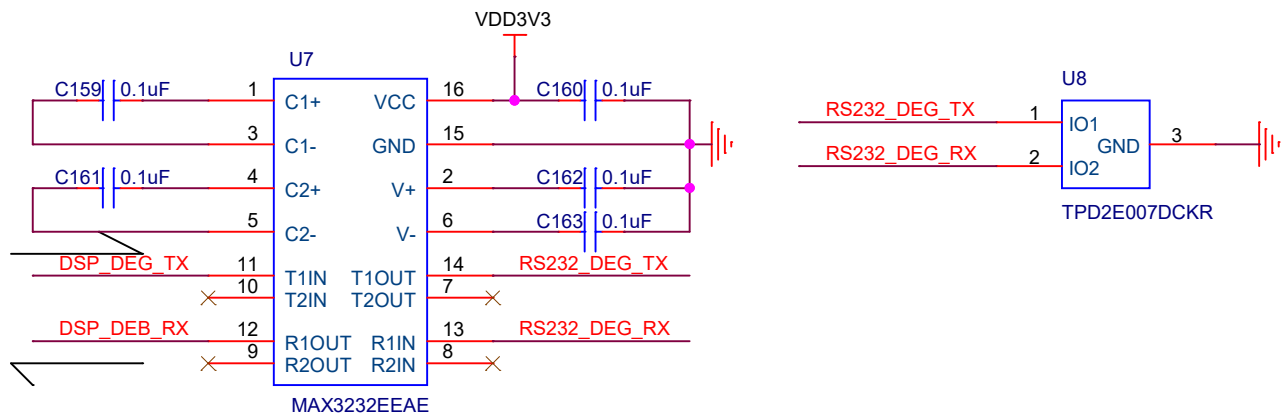 VDD3V3
U7
C159 0.1uF 1 C1+ VCC 16 C160 0.1uF
3 C1- GND 15
C161 0.1uF 4 C2+ V+ 2 C162 0.1uF
5 C2- V- 6 C163 0.1uF
DSP_DEG_TX 11 T1IN T1OUT 14 RS232_DEG_TX
10 T2IN T2OUT 7
DSP_DEB_RX 12 R1OUT R1IN 13 RS232_DEG_RX
9 R2OUT R2IN 8
MAX3232EEAE
U8
RS232_DEG_TX 1 IO1
GND 3
RS232_DEG_RX 2 IO2
TPD2E007DCKR